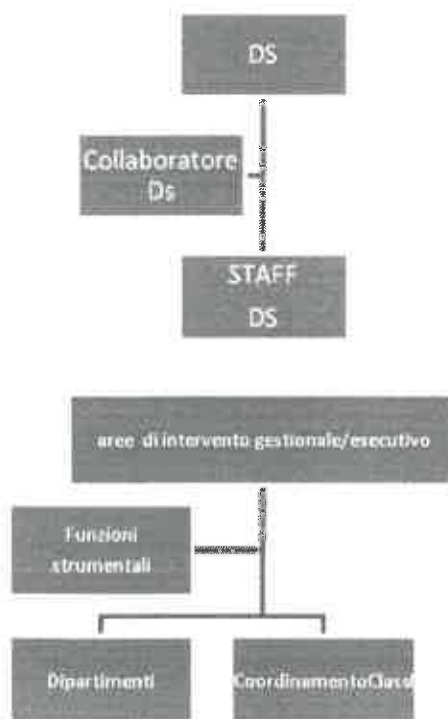 DS
Collaboratore
Ds
STAFF
DS
aree di intervento gestionale/esecutivo
Funzioni
strumentali
Dipartimenti
CoordinamentoClassi